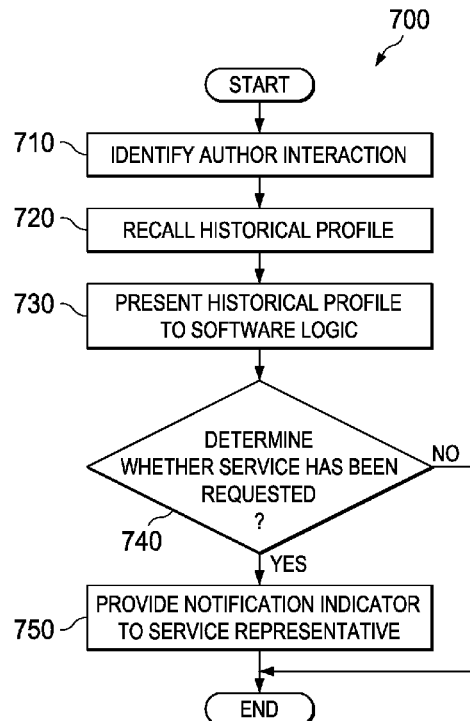 700
START
710
IDENTIFY AUTHOR INTERACTION
720
RECALL HISTORICAL PROFILE
730
PRESENT HISTORICAL PROFILE
TO SOFTWARE LOGIC
DETERMINE
WHETHER SERVICE HAS BEEN
REQUESTED
?
NO
740
YES
750
PROVIDE NOTIFICATION INDICATOR
TO SERVICE REPRESENTATIVE
END